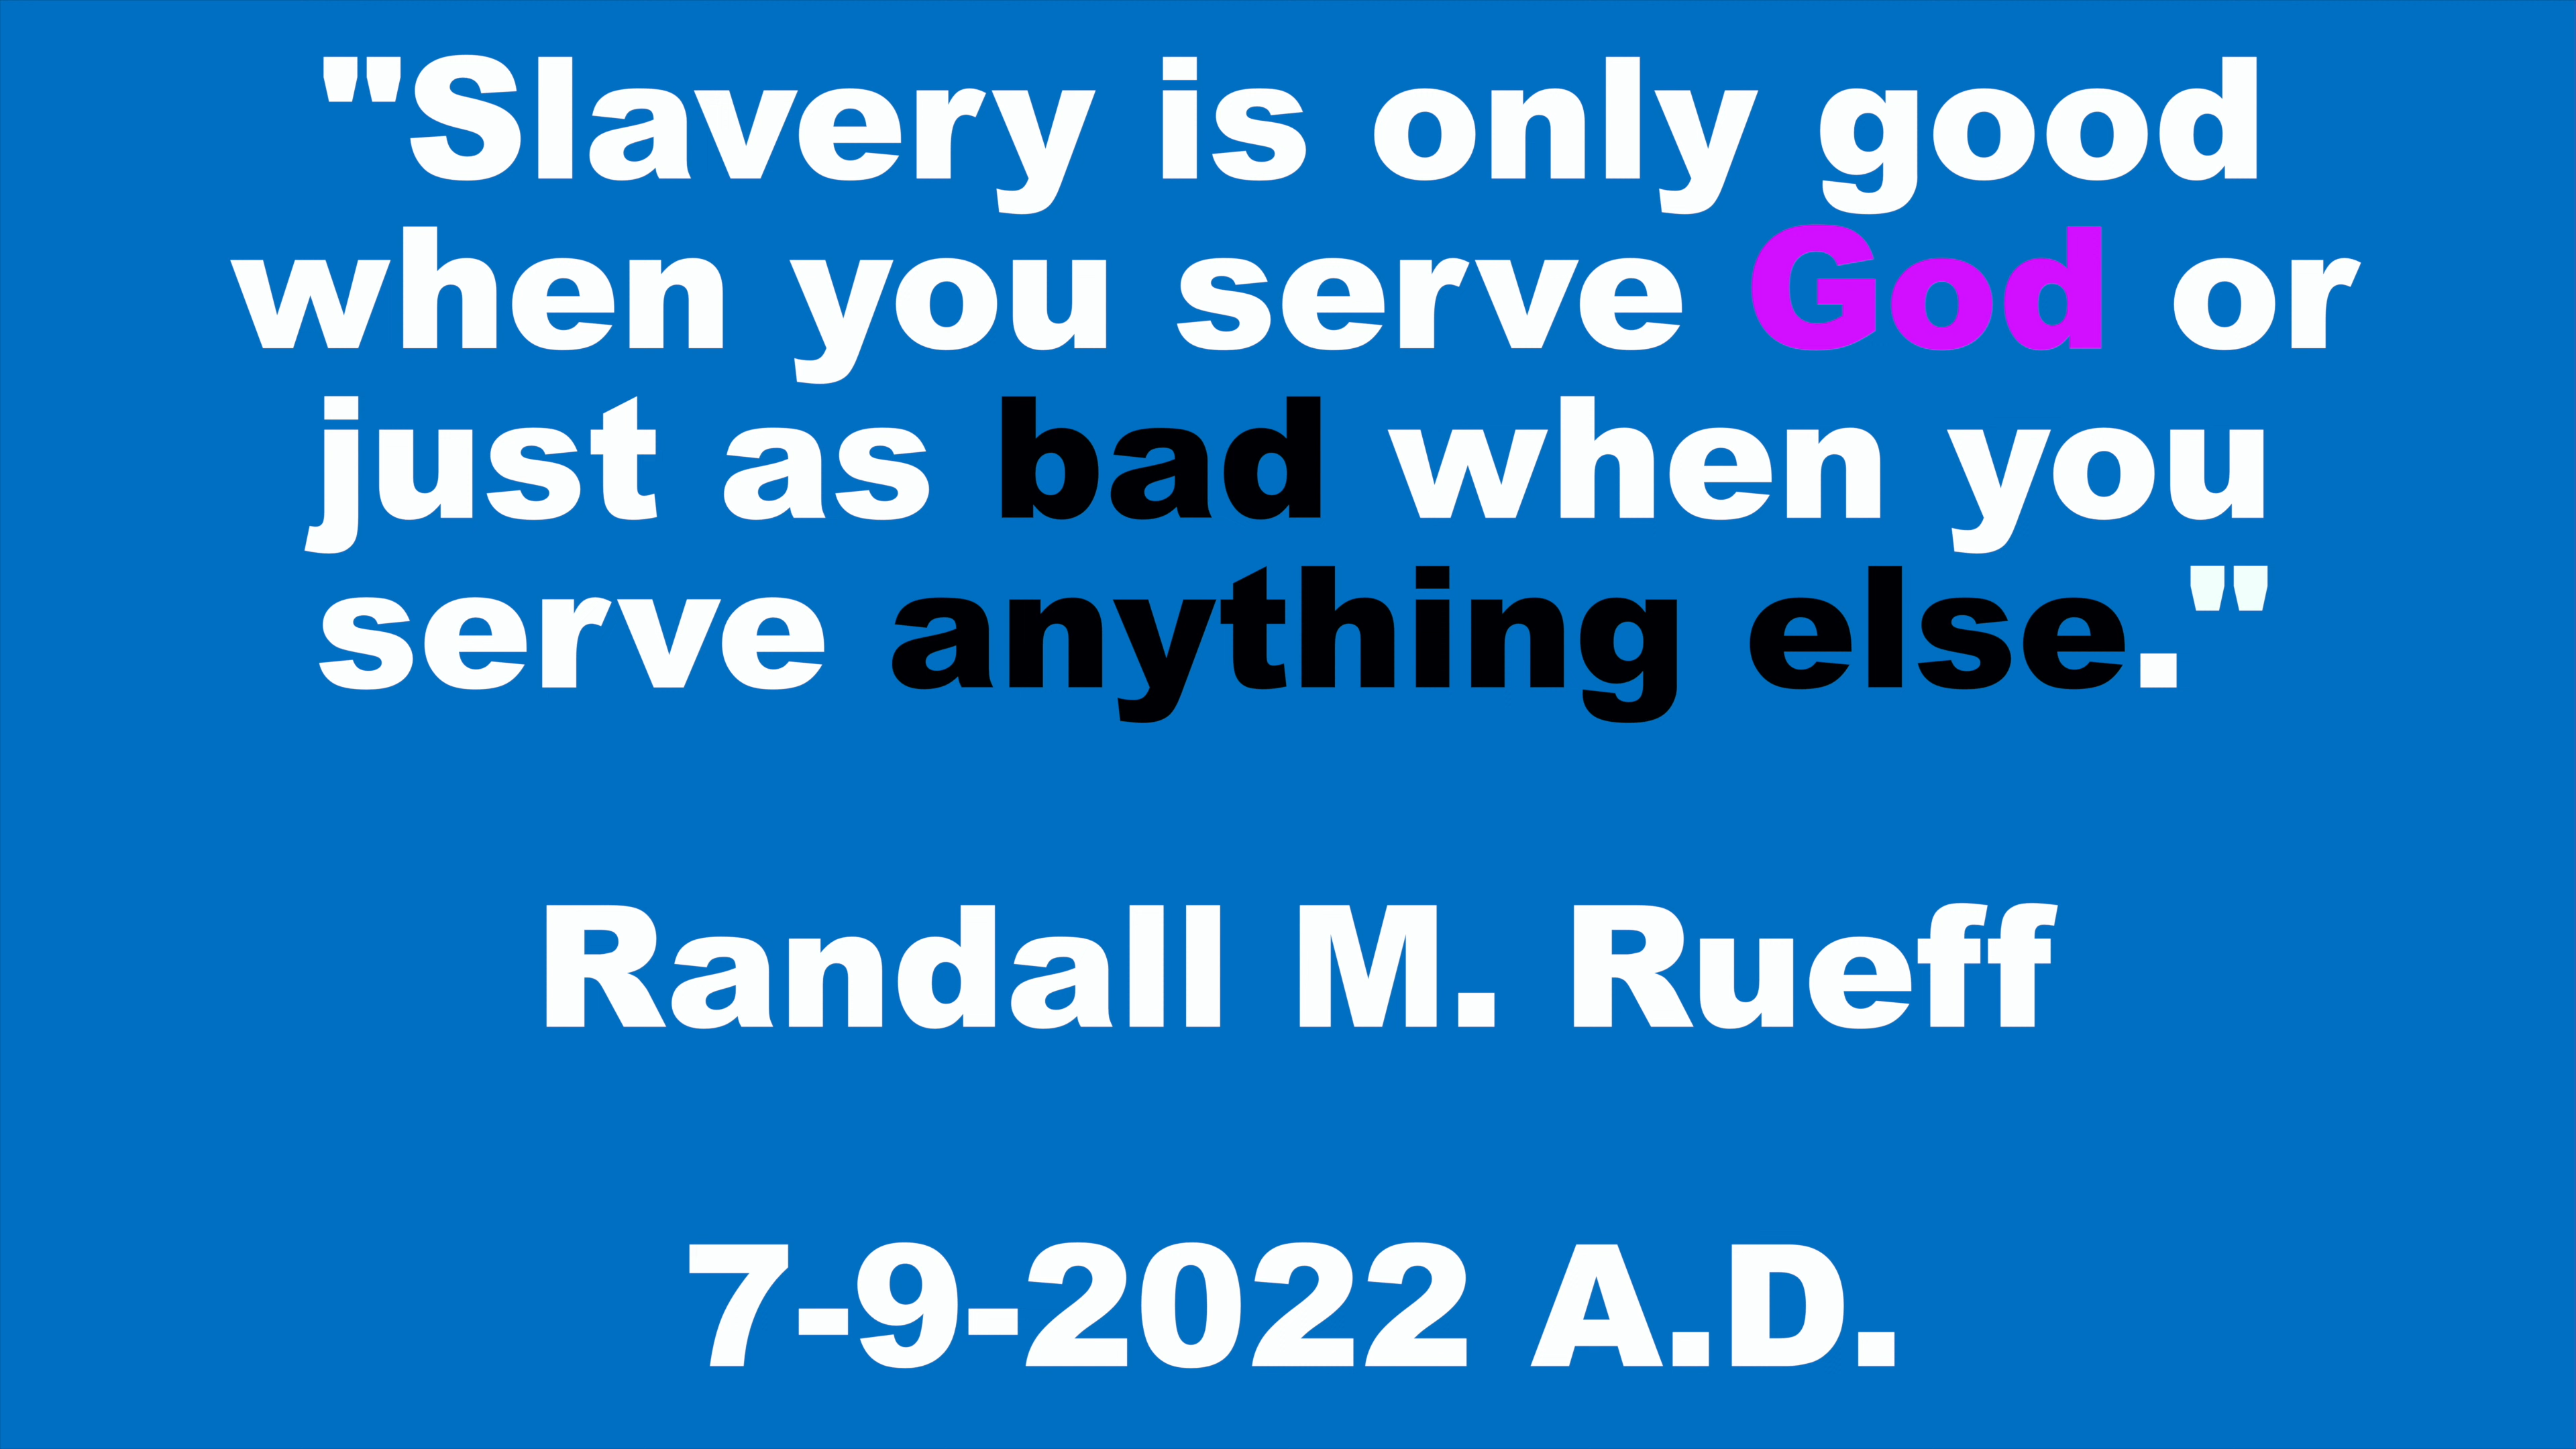 "Slavery is only good
when you serve God or
just as bad when you
serve anything else."
Randall M. Rueff
7-9-2022 A.D.